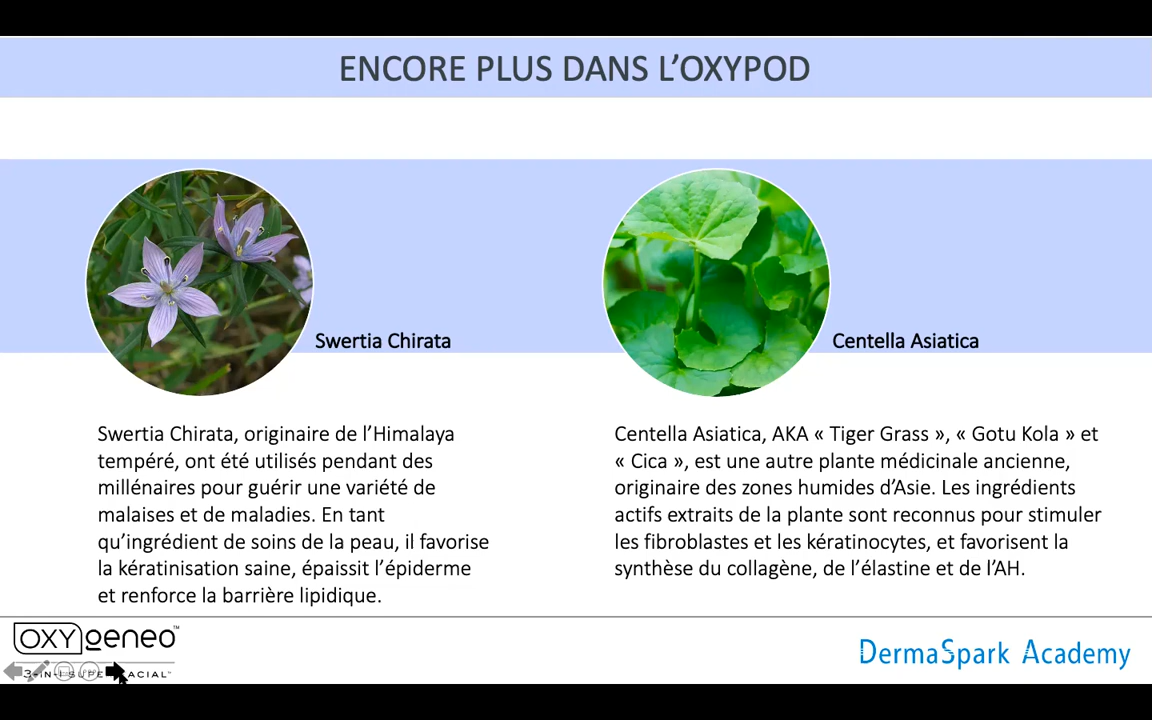 ENCORE PLUS DANS L’OXYPOD
Swertia Chirata
Swertia Chirata, originaire de l’Himalaya
tempéré, ont été utilisés pendant des
millénaires pour guérir une variété de
malaises et de maladies. En tant
qu’ingrédient de soins de la peau, il favorise
la kératinisation saine, épaissit l’épiderme
et renforce la barrière lipidique.
Centella Asiatica
Centella Asiatica, AKA « Tiger Grass », « Gotu Kola » et
« Cica », est une autre plante médicinale ancienne,
originaire des zones humides d’Asie. Les ingrédients
actifs extraits de la plante sont reconnus pour stimuler
les fibroblastes et les kératinocytes, et favorisent la
synthèse du collagène, de l’élastine et de l’AH.
OXYgeneo™
3-IN-1
DermaSpark Academy